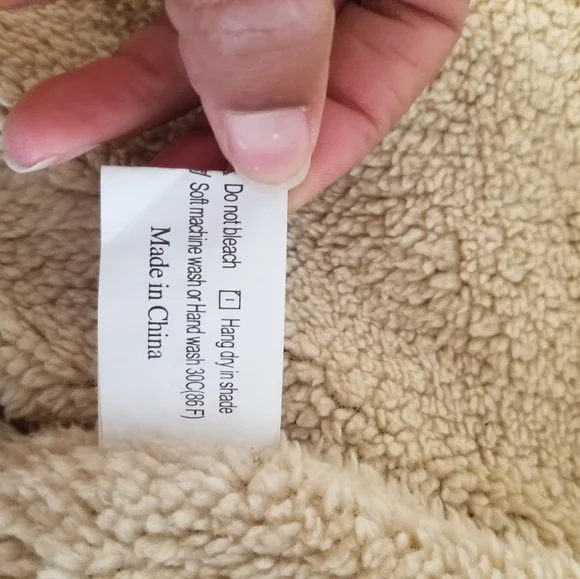 Do not bleach Hang dry in shade
Soft machine wash or Hand wash 30C(86 F)
Made in China